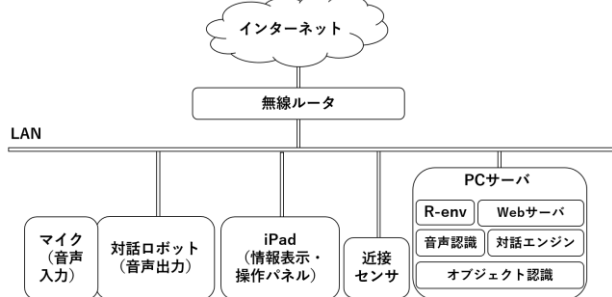 インターネット
無線ルータ
LAN
マイク
（音声
入力）
対話ロボット
（音声出力）
iPad
（情報表示・
操作パネル）
近接
センサ
PCサーバ
R-env
Webサーバ
音声認識
対話エンジン
オブジェクト認識